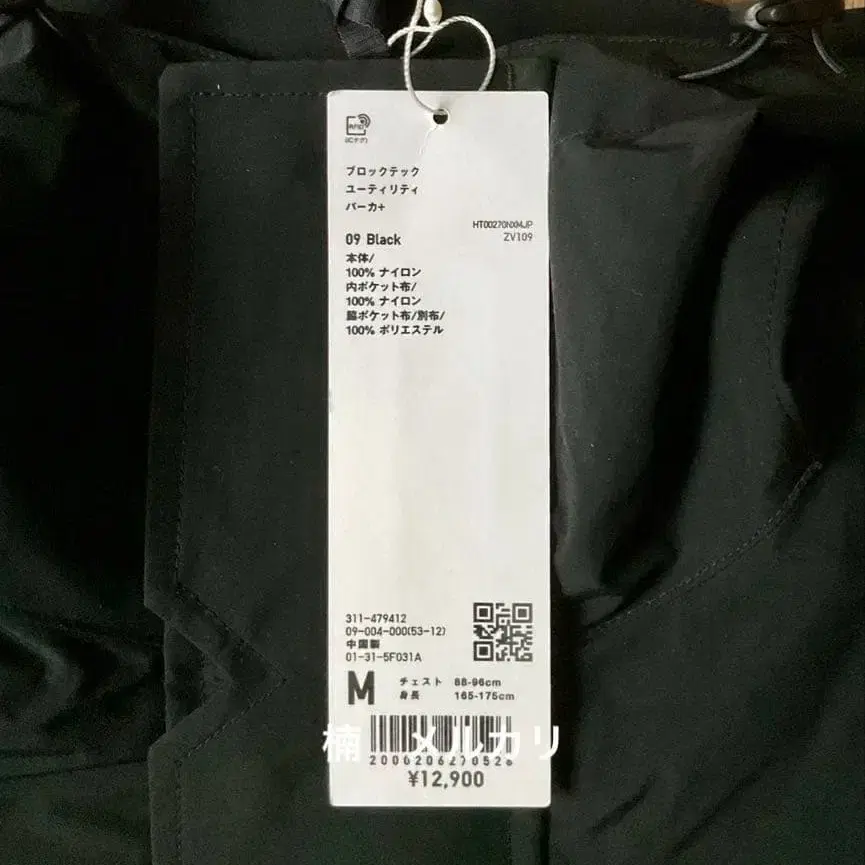 RFID
(ICタグ)
ブロックテック
ユーティリティ
パーカ+
HT00270NXM4JP
09 Black
ZV109
本体/
100% ナイロン
内ポケット布/
100% ナイロン
脇ポケット布/別布/
100% ポリエステル
311-479412
09-004-000(53-12)
中国製
01-31-5F031A
M
チェスト 88-96cm
身長 165-175cm
楠 メルカリ
2000206270526
¥12,900